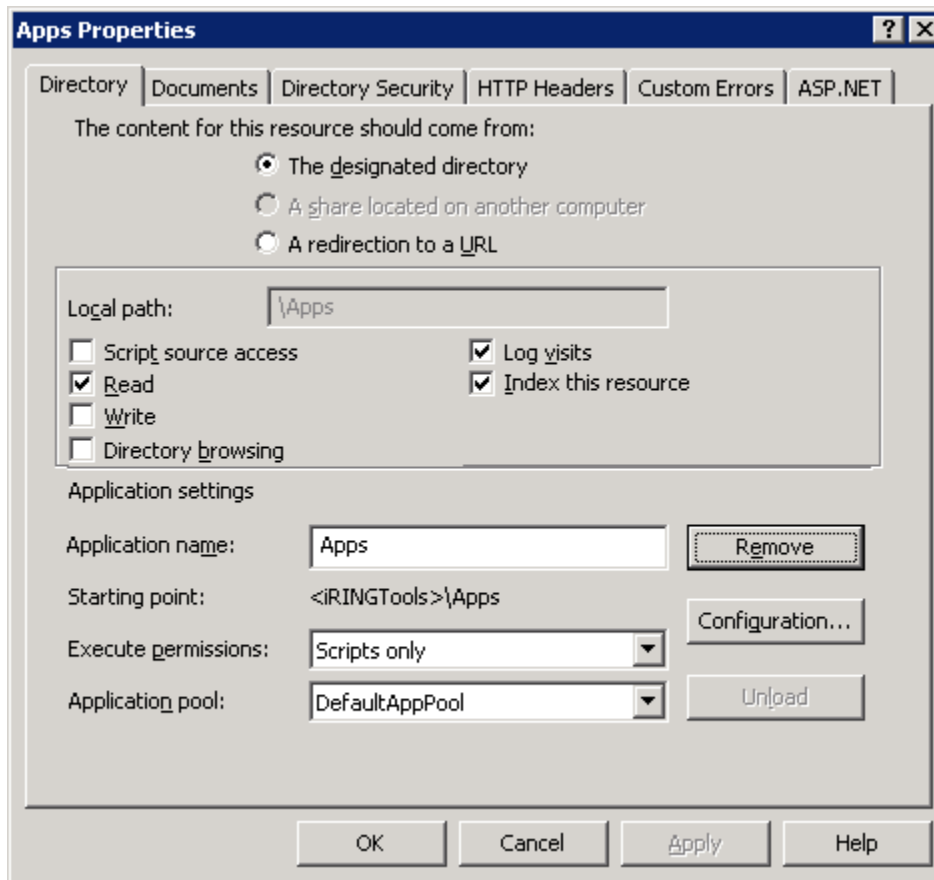 Apps Properties
Directory Documents Directory Security HTTP Headers Custom Errors ASP.NET
The content for this resource should come from:
The designated directory
A share located on another computer
A redirection to a URL
Local path: \Apps
Script source access Log visits
Read Index this resource
Write
Directory browsing
Application settings
Application name: Apps Remove
Starting point: <iRINGTools>\Apps
Configuration...
Execute permissions: Scripts only
Application pool: DefaultAppPool Unload
OK Cancel Apply Help